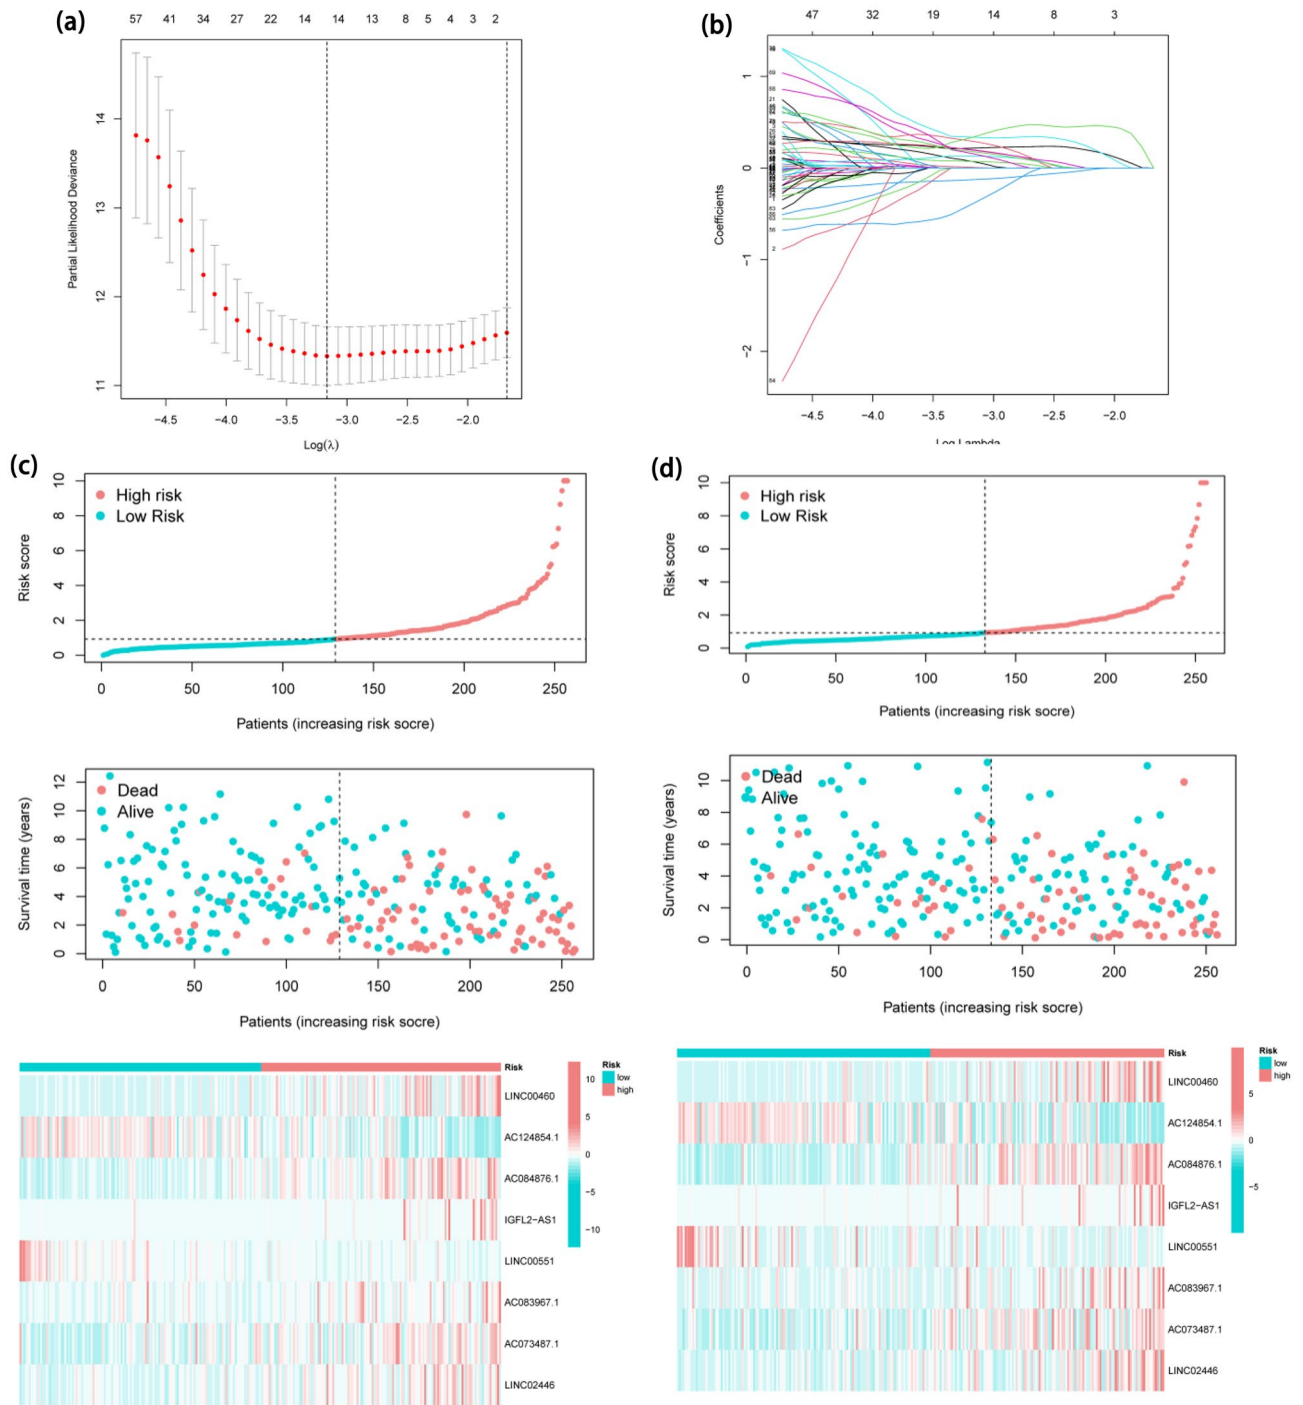 (a)
57 41 34 27 22 14 14 13 8 5 4 3 2
Partial Likelihood Deviance
14
13
12
11
−4.5 −4.0 −3.5 −3.0 −2.5 −2.0
Log(λ)
(b)
47 32 19 14 8 3
Coefficients
1
0
−1
−2
−4.5 −4.0 −3.5 −3.0 −2.5 −2.0
Log Lambda
(c)
High risk
Low Risk
Risk score
10
8
6
4
2
0
0 50 100 150 200 250
Patients (increasing risk socre)
Dead
Alive
Survival time (years)
12
10
8
6
4
2
0
0 50 100 150 200 250
Patients (increasing risk socre)
Risk
LINC00460
AC124854.1
AC084876.1
IGFL2−AS1
LINC00551
AC083967.1
AC073487.1
LINC02446
10
5
0
−5
−10
Risk
low
high
(d)
High risk
Low Risk
Risk score
10
8
6
4
2
0
0 50 100 150 200 250
Patients (increasing risk socre)
Dead
Alive
Survival time (years)
10
8
6
4
2
0
0 50 100 150 200 250
Patients (increasing risk socre)
Risk
LINC00460
AC124854.1
AC084876.1
IGFL2−AS1
LINC00551
AC083967.1
AC073487.1
LINC02446
5
0
−5
Risk
low
high